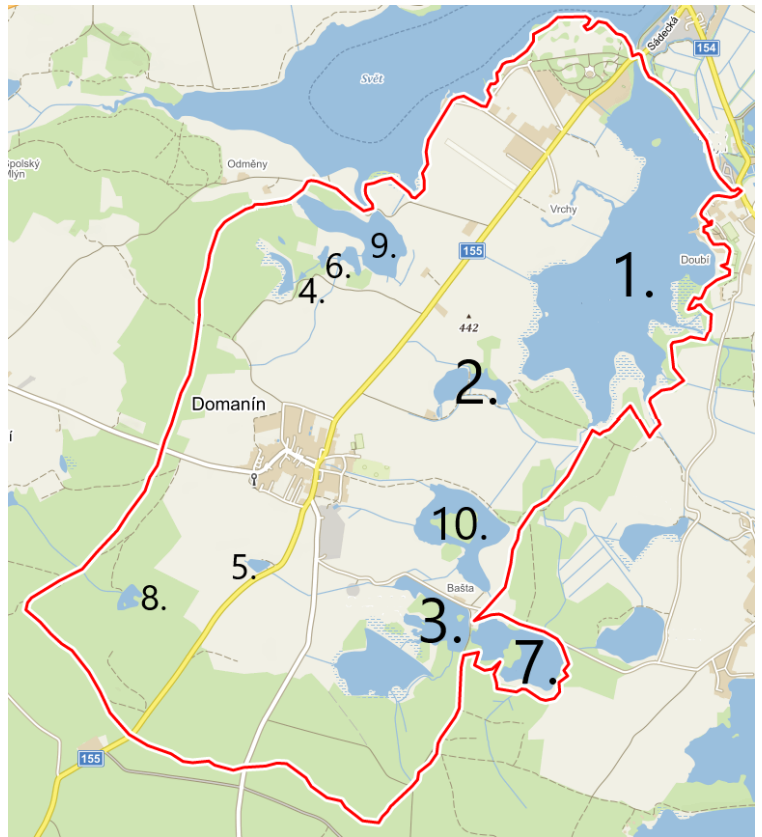 Sádecká
154
Svět
Spolský
Mlýn
Odměny
Vrchy
155
Doubí
9.
6.
4.
1.
442
2.
Domanín
í
10.
5.
8.
Bašta
3.
7.
155